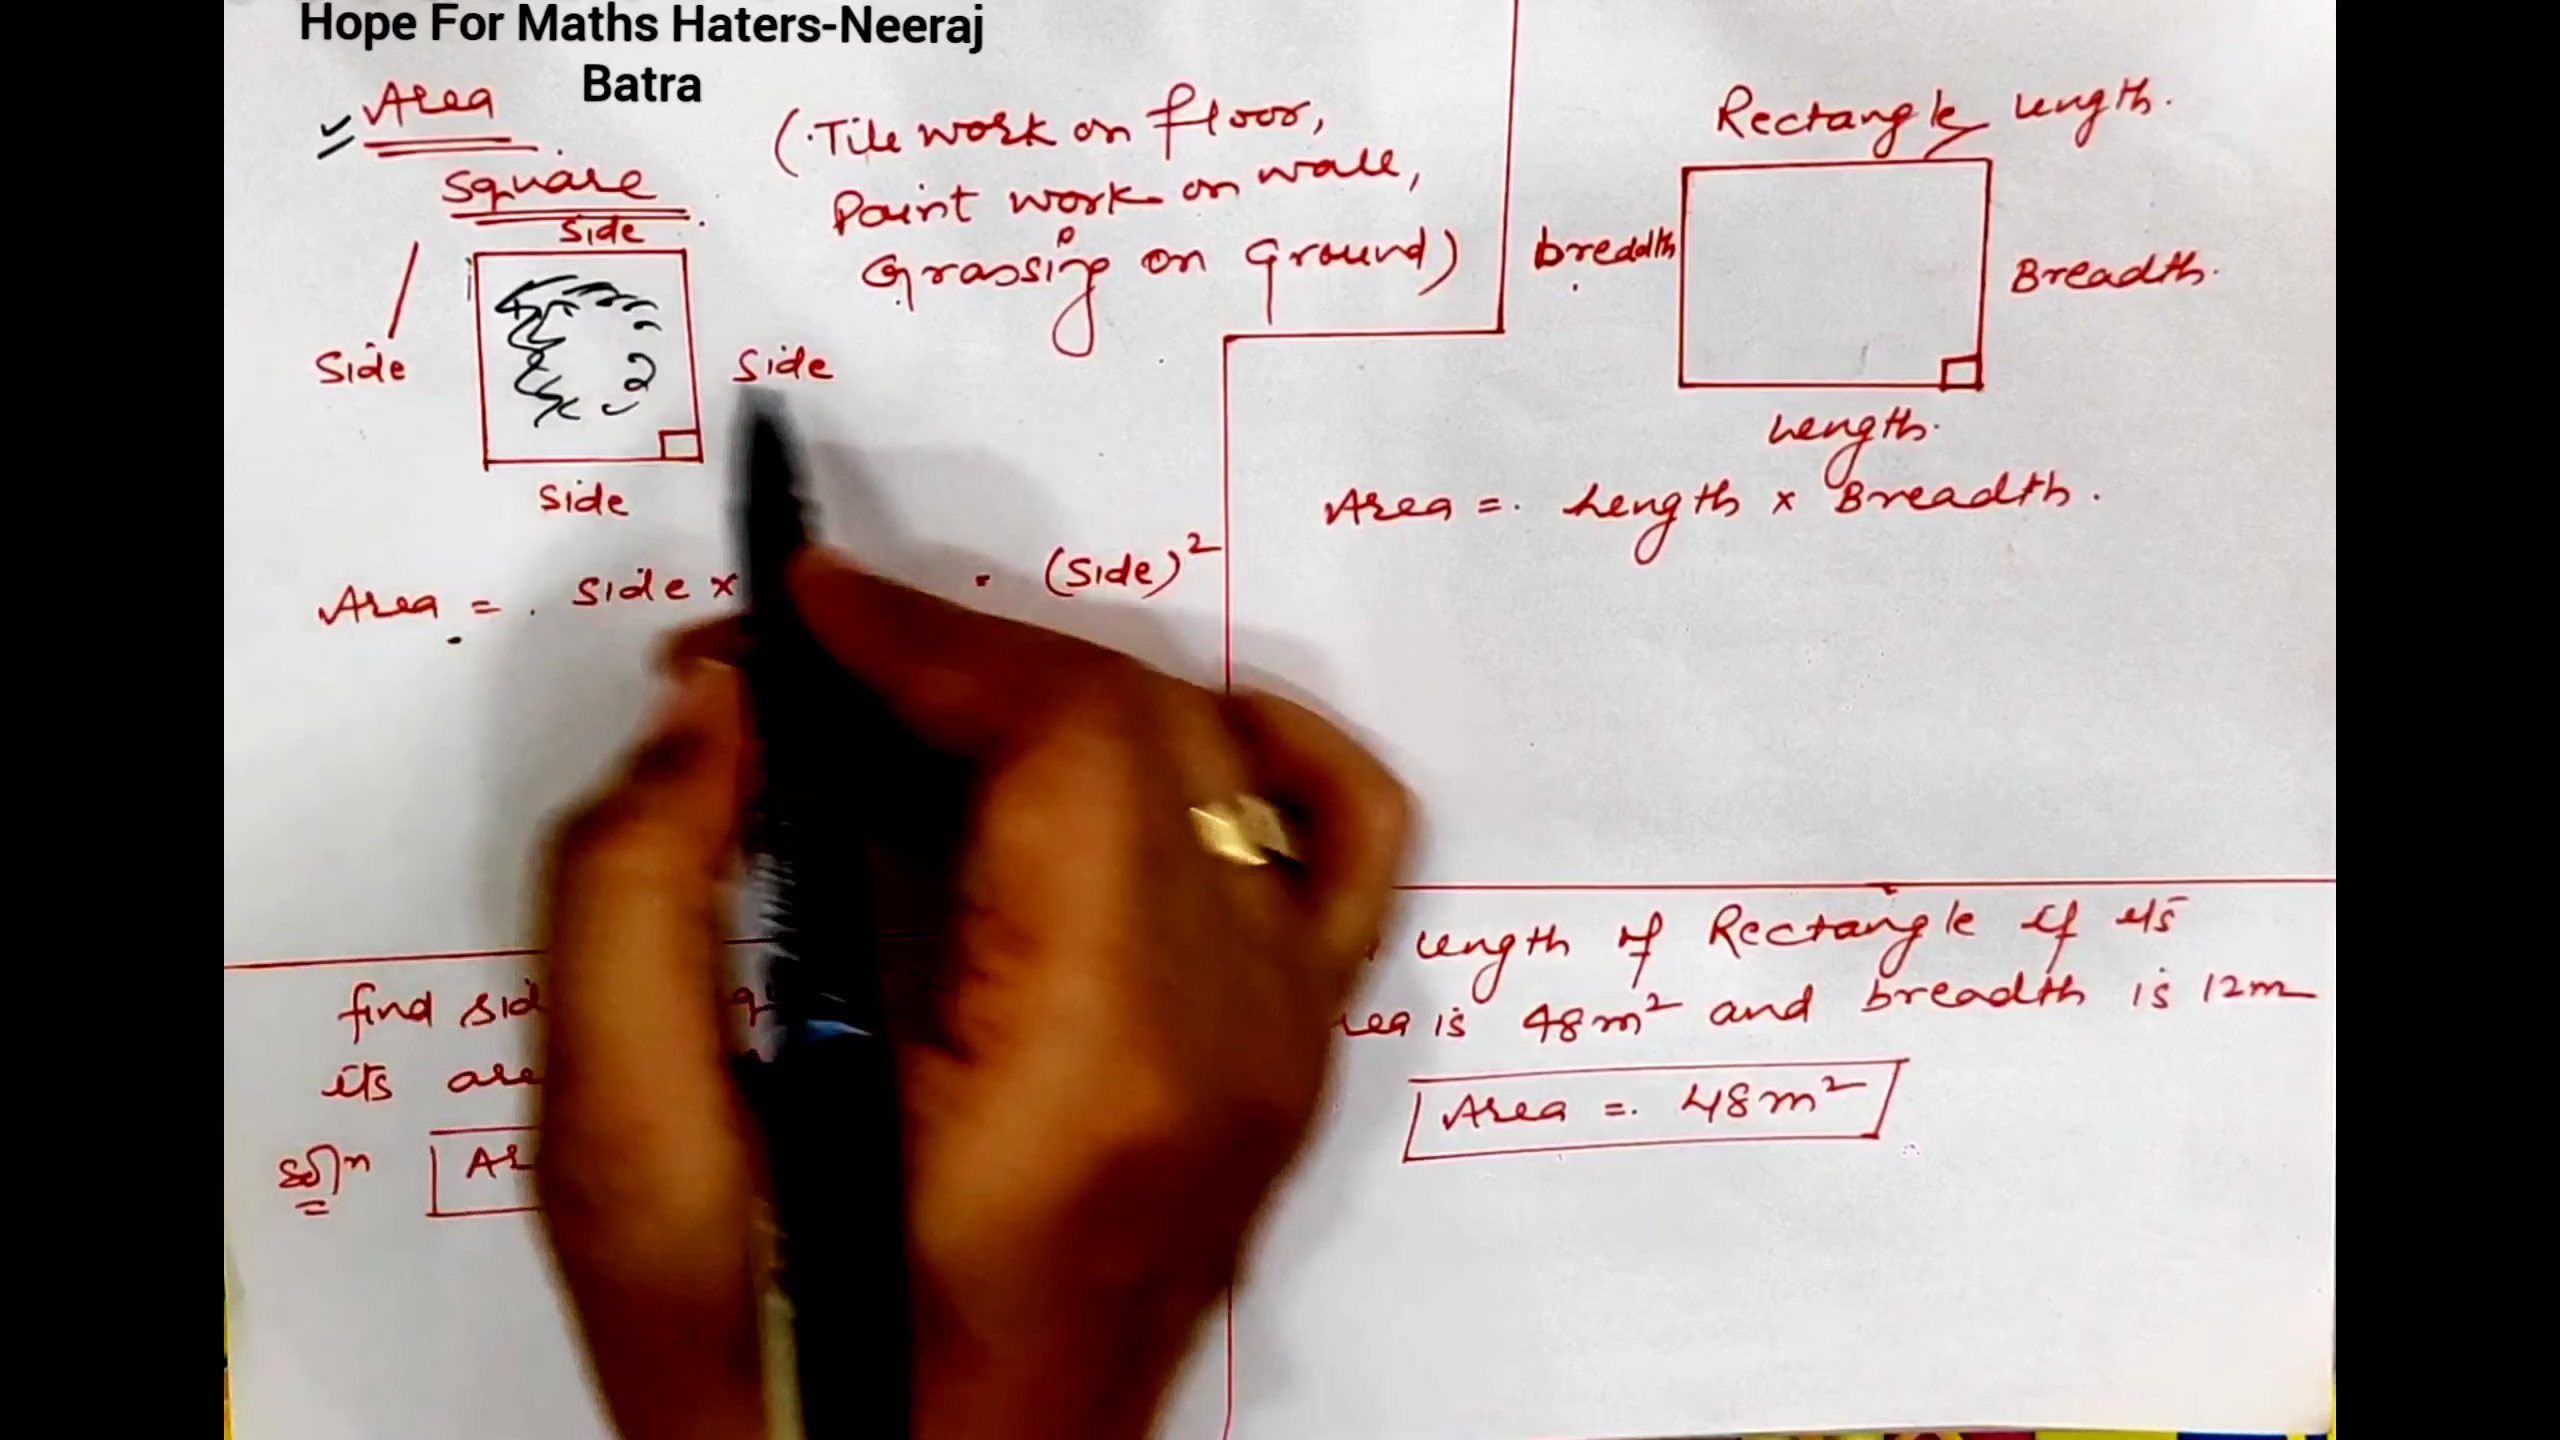 Hope For Maths Haters-Neeraj
Batra
Area
Square
Side
Side
Side
Side
Area = Side ×
(Side)²
(Tile work on floor,
Paint work on wall,
Grassing on Ground)
Rectangle Length.
breadth
Breadth.
Length.
Area = Length × Breadth.
find
its
Solⁿ
Length of Rectangle if its
is 48m² and breadth is 12m
Area = 48m²